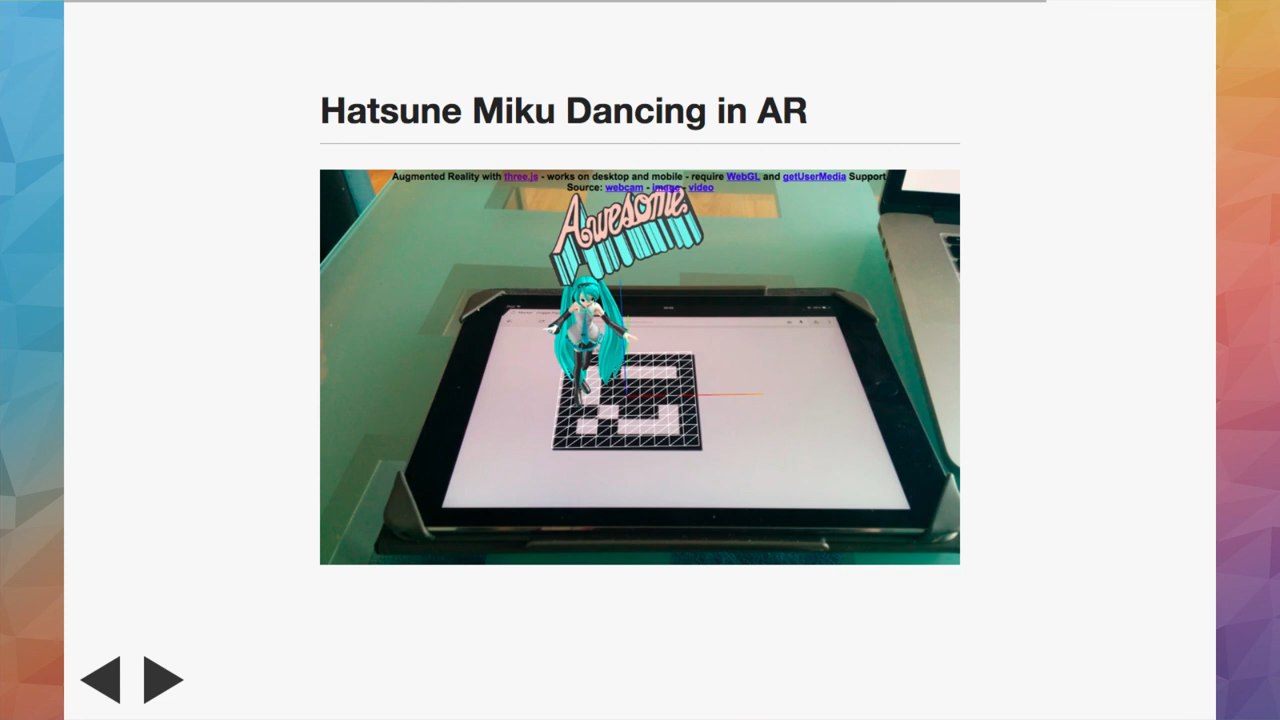 Hatsune Miku Dancing in AR
Augmented Reality with three.js - works on desktop and mobile - require WebGL and getUserMedia Support
Source: webcam - image - video
Awesome